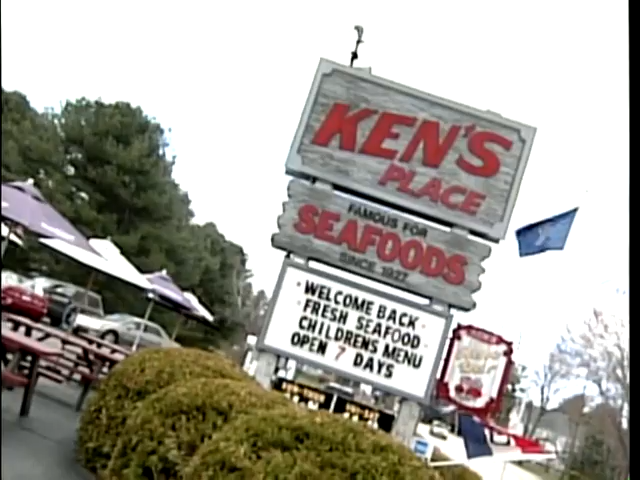 KEN'S
PLACE
FAMOUS FOR
SEAFOODS
SINCE 1927
WELCOME BACK
FRESH SEAFOOD
CHILDRENS MENU
OPEN 7 DAYS